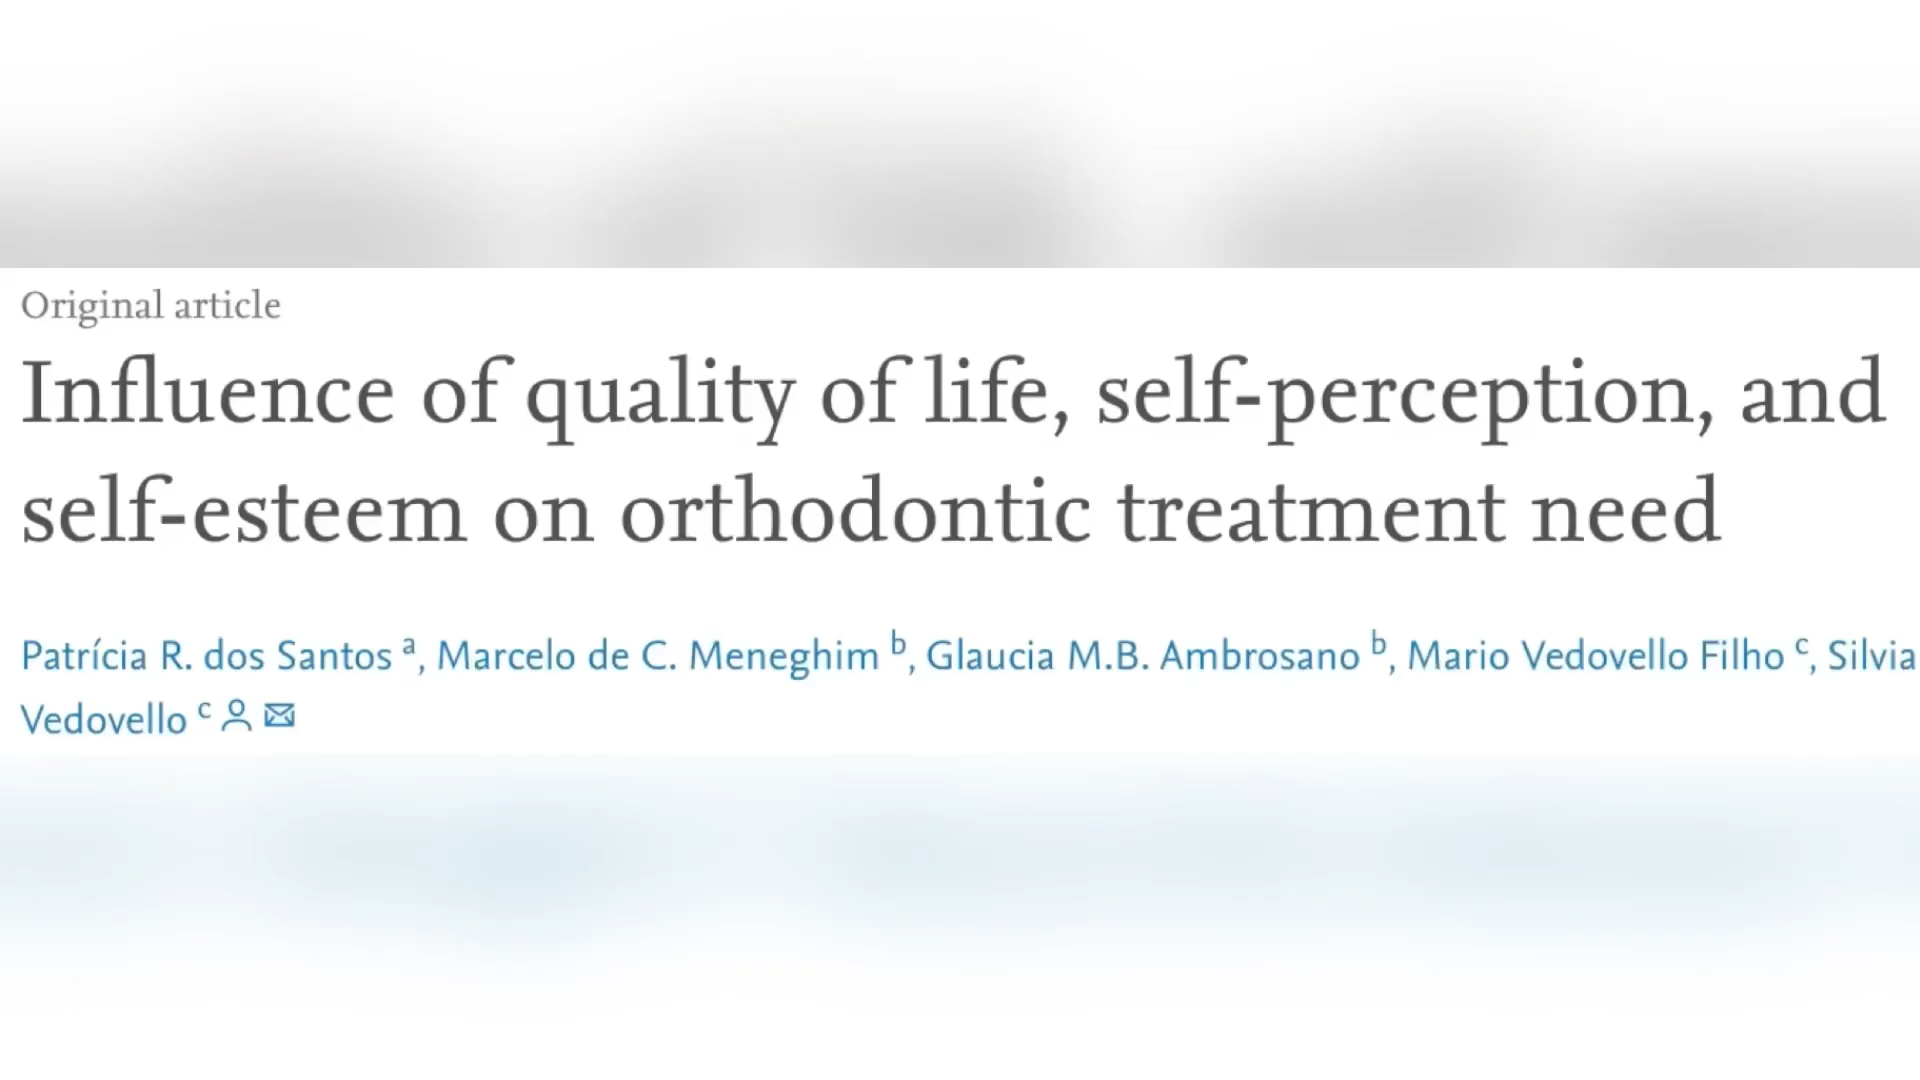 Original article
Influence of quality of life, self-perception, and
self-esteem on orthodontic treatment need
Patrícia R. dos Santos a, Marcelo de C. Meneghim b, Glaucia M.B. Ambrosano b, Mario Vedovello Filho c, Silvia
Vedovello c